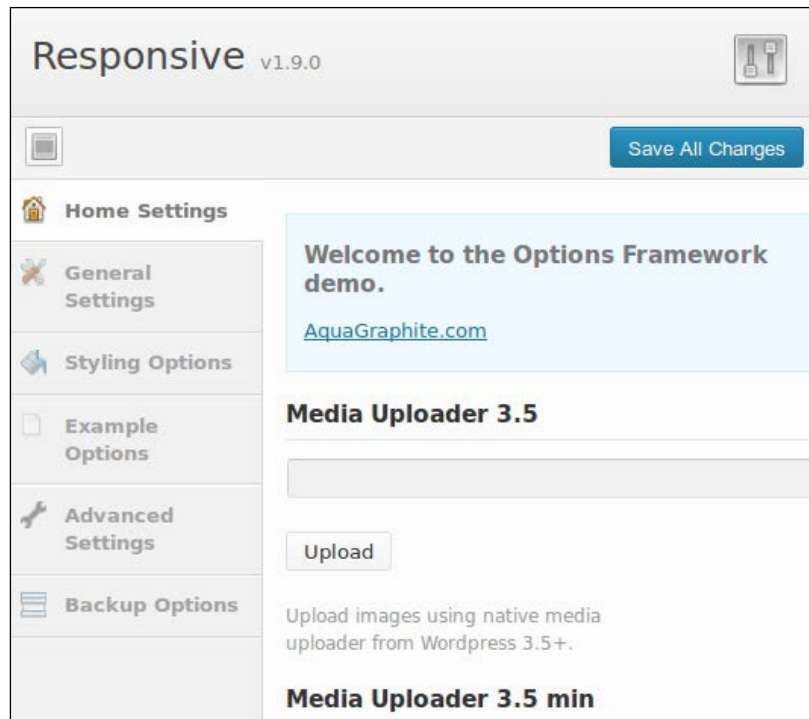 Responsive v1.9.0
Save All Changes
Home Settings
General
Settings
Styling Options
Example
Options
Advanced
Settings
Backup Options
Welcome to the Options Framework
demo.
AquaGraphite.com
Media Uploader 3.5
Upload
Upload images using native media
uploader from Wordpress 3.5+.
Media Uploader 3.5 min